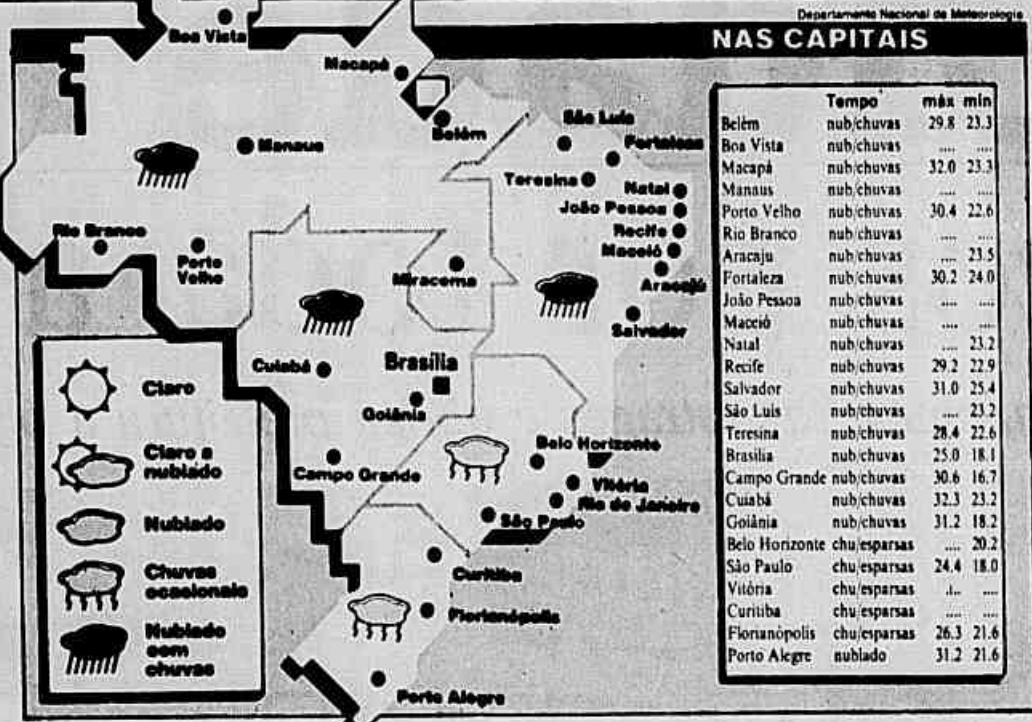 Departamento Nacional de Meteorologia
NAS CAPITAIS
Boa Vista
Macapá
Belém
São Luís
Fortaleza
Manaus
Teresina
Natal
João Pessoa
Recife
Maceió
Aracajú
Rio Branco
Porto
Velho
Miracema
Salvador
Cuiabá
Brasília
Goiânia
Belo Horizonte
Campo Grande
Vitória
Rio de Janeiro
São Paulo
Curitiba
Florianópolis
Porto Alegre
Claro
Claro a
nublado
Nublado
Chuvas
ocasionais
Nublado
com
chuvas
Tempo máx min
Belém nub/chuvas 29.8 23.3
Boa Vista nub/chuvas .... ....
Macapá nub/chuvas 32.0 23.3
Manaus nub/chuvas .... ....
Porto Velho nub/chuvas 30.4 22.6
Rio Branco nub/chuvas .... ....
Aracaju nub/chuvas .... 23.5
Fortaleza nub/chuvas 30.2 24.0
João Pessoa nub/chuvas .... ....
Maceió nub/chuvas .... ....
Natal nub/chuvas .... 23.2
Recife nub/chuvas 29.2 22.9
Salvador nub/chuvas 31.0 25.4
São Luis nub/chuvas .... 23.2
Teresina nub/chuvas 28.4 22.6
Brasília nub/chuvas 25.0 18.1
Campo Grande nub/chuvas 30.6 16.7
Cuiabá nub/chuvas 32.3 23.2
Goiânia nub/chuvas 31.2 18.2
Belo Horizonte chu/esparsas .... 20.2
São Paulo chu/esparsas 24.4 18.0
Vitória chu/esparsas .... ....
Curitiba chu/esparsas .... ....
Florianópolis chu/esparsas 26.3 21.6
Porto Alegre nublado 31.2 21.6